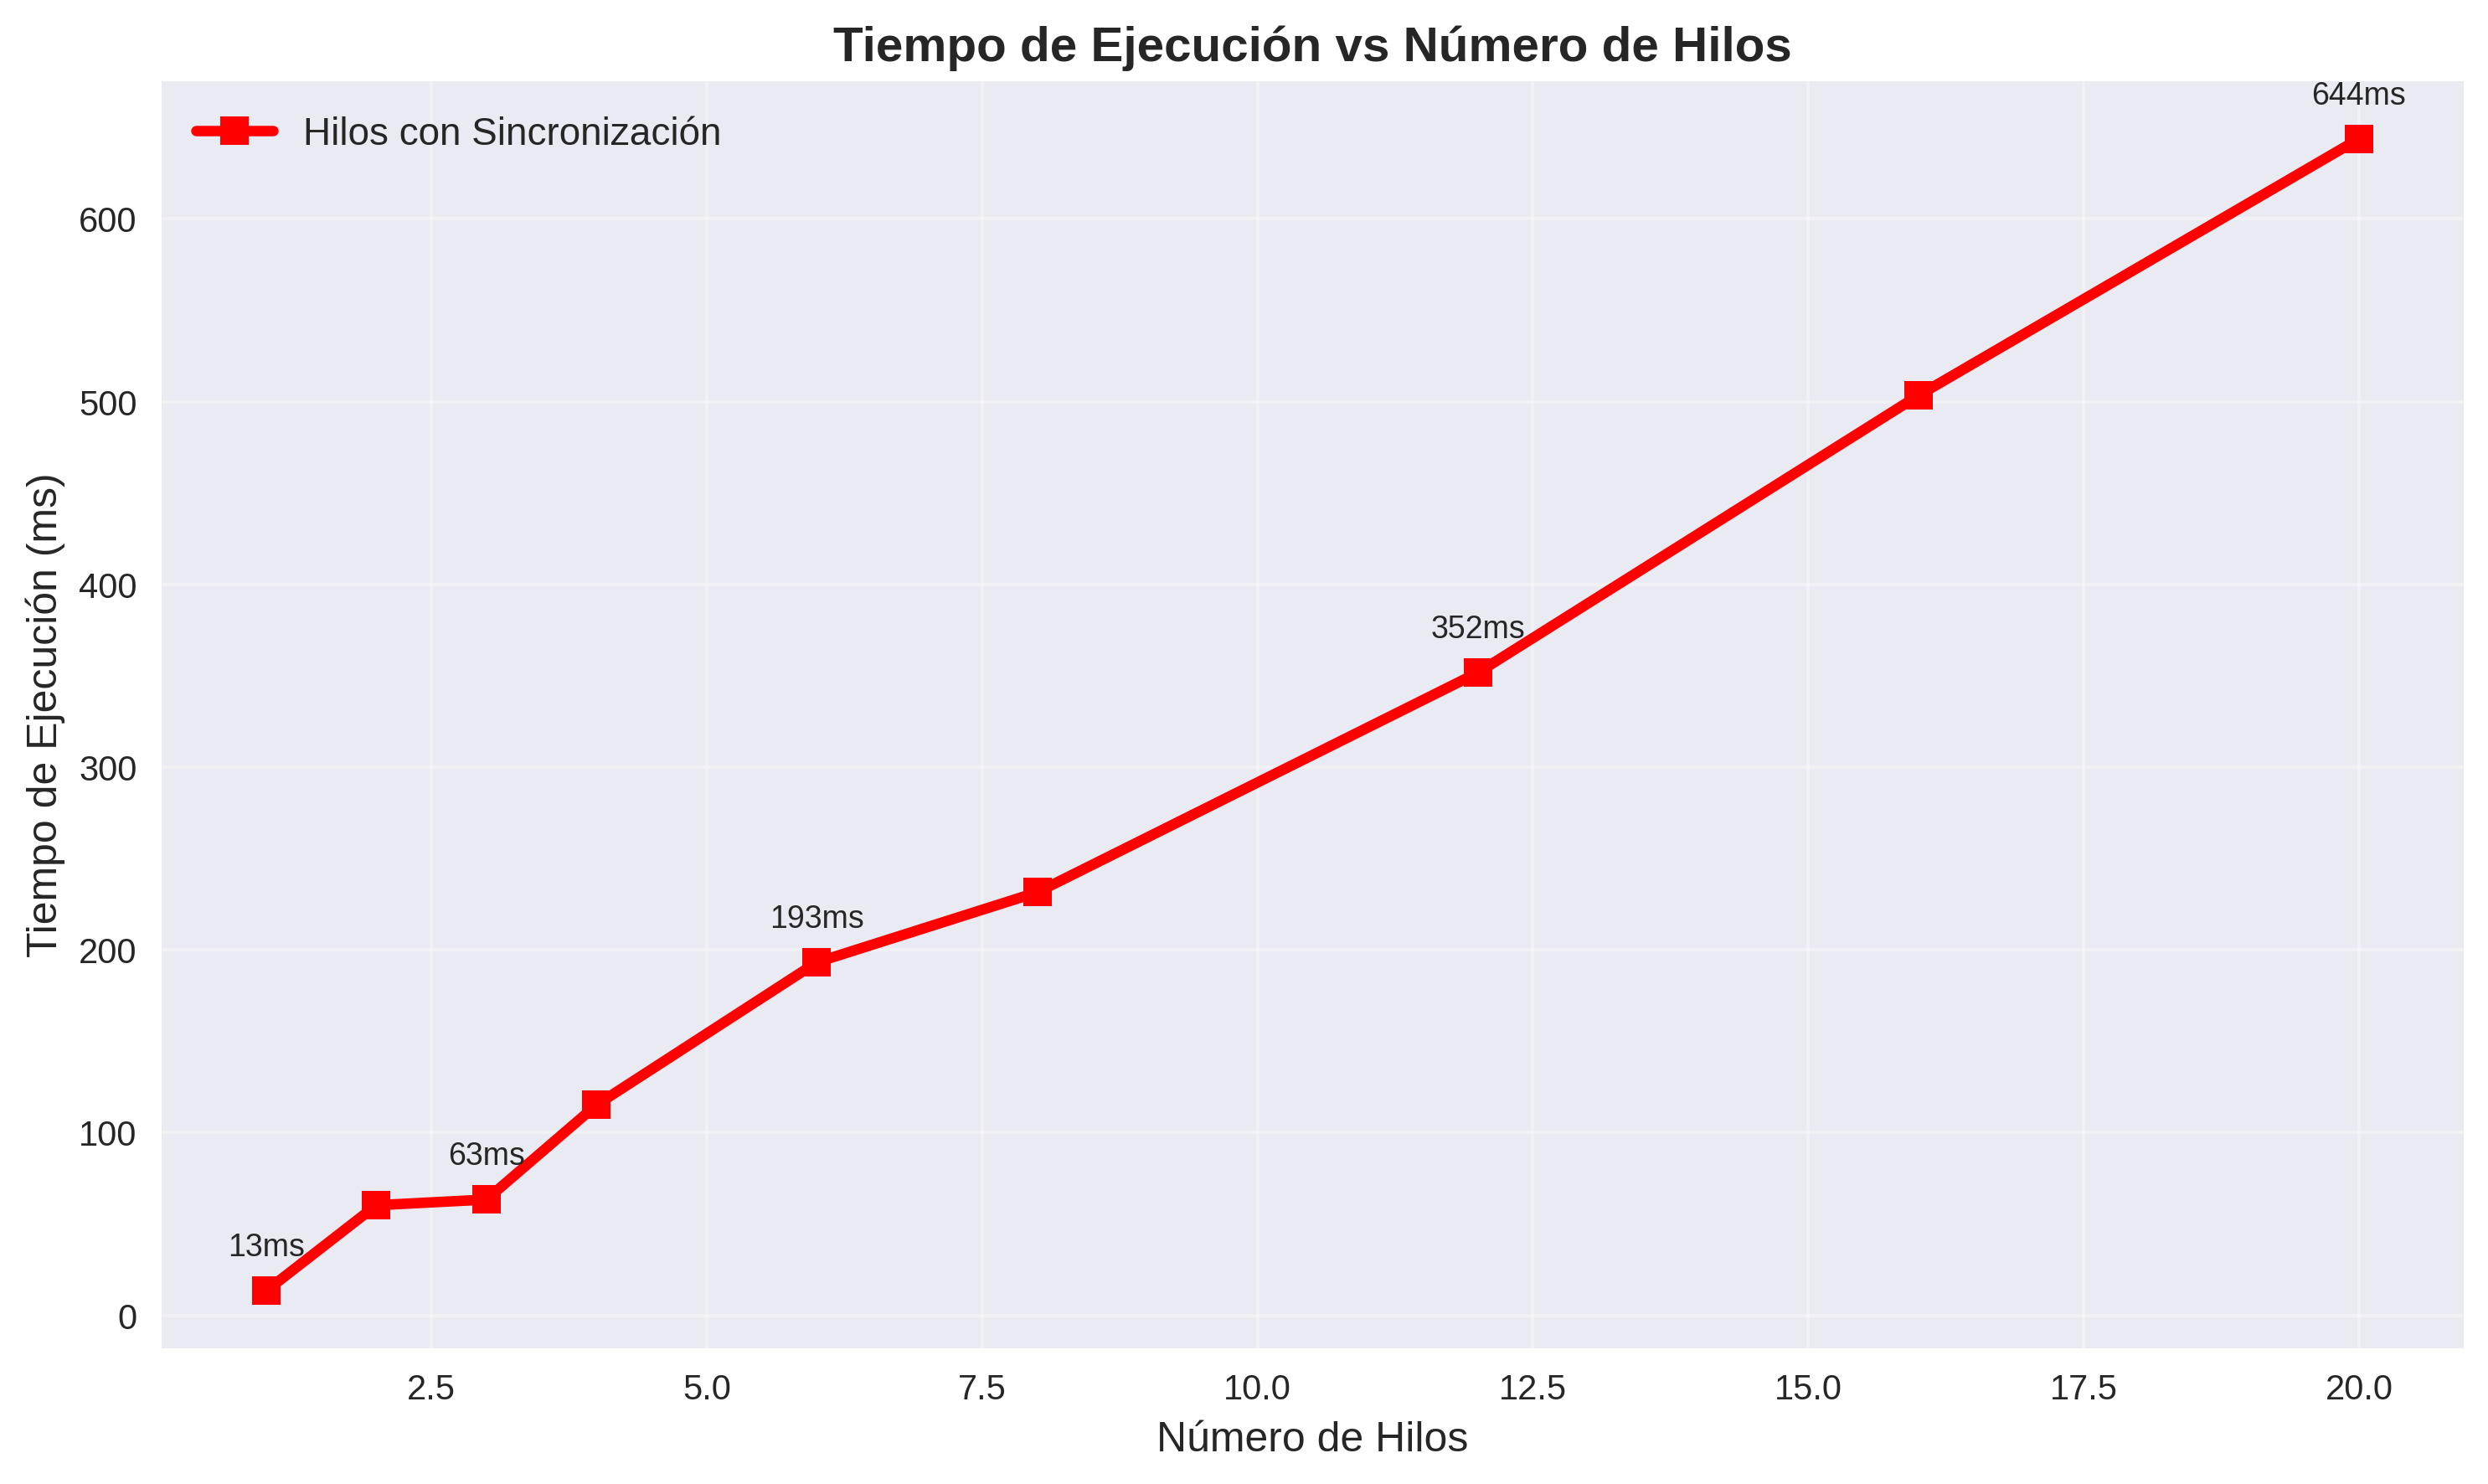 Tiempo de Ejecución vs Número de Hilos
Hilos con Sincronización
644ms
600
500
400
352ms
300
193ms
200
100
63ms
13ms
0
Tiempo de Ejecución (ms)
2.5 5.0 7.5 10.0 12.5 15.0 17.5 20.0
Número de Hilos